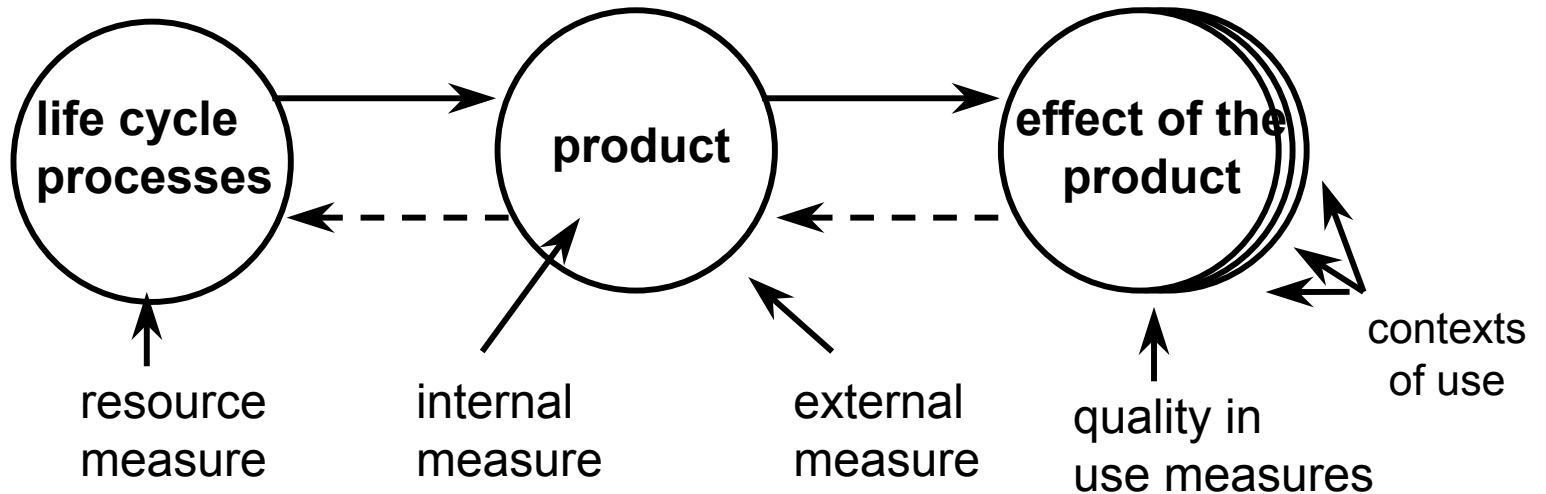 life cycle
processes
product
effect of the
product
resource
measure
internal
measure
external
measure
quality in
use measures
contexts
of use